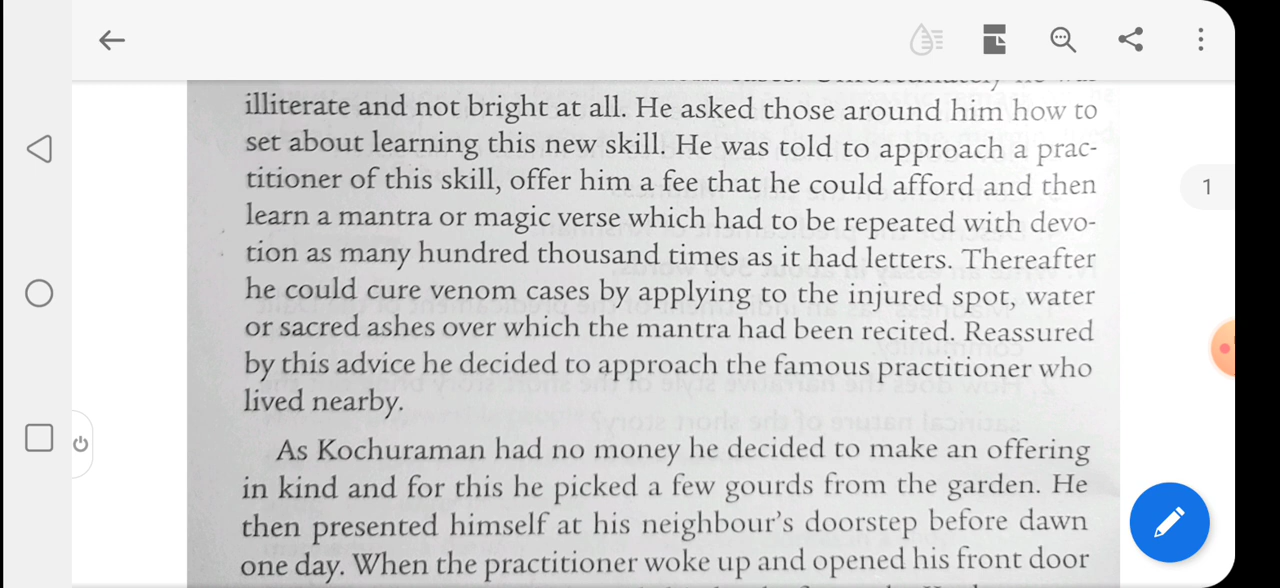 illiterate and not bright at all. He asked those around him how to
set about learning this new skill. He was told to approach a prac-
titioner of this skill, offer him a fee that he could afford and then
learn a mantra or magic verse which had to be repeated with devo-
tion as many hundred thousand times as it had letters. Thereafter
he could cure venom cases by applying to the injured spot, water
or sacred ashes over which the mantra had been recited. Reassured
by this advice he decided to approach the famous practitioner who
lived nearby.
As Kochuraman had no money he decided to make an offering
in kind and for this he picked a few gourds from the garden. He
then presented himself at his neighbour's doorstep before dawn
one day. When the practitioner woke up and opened his front door
1